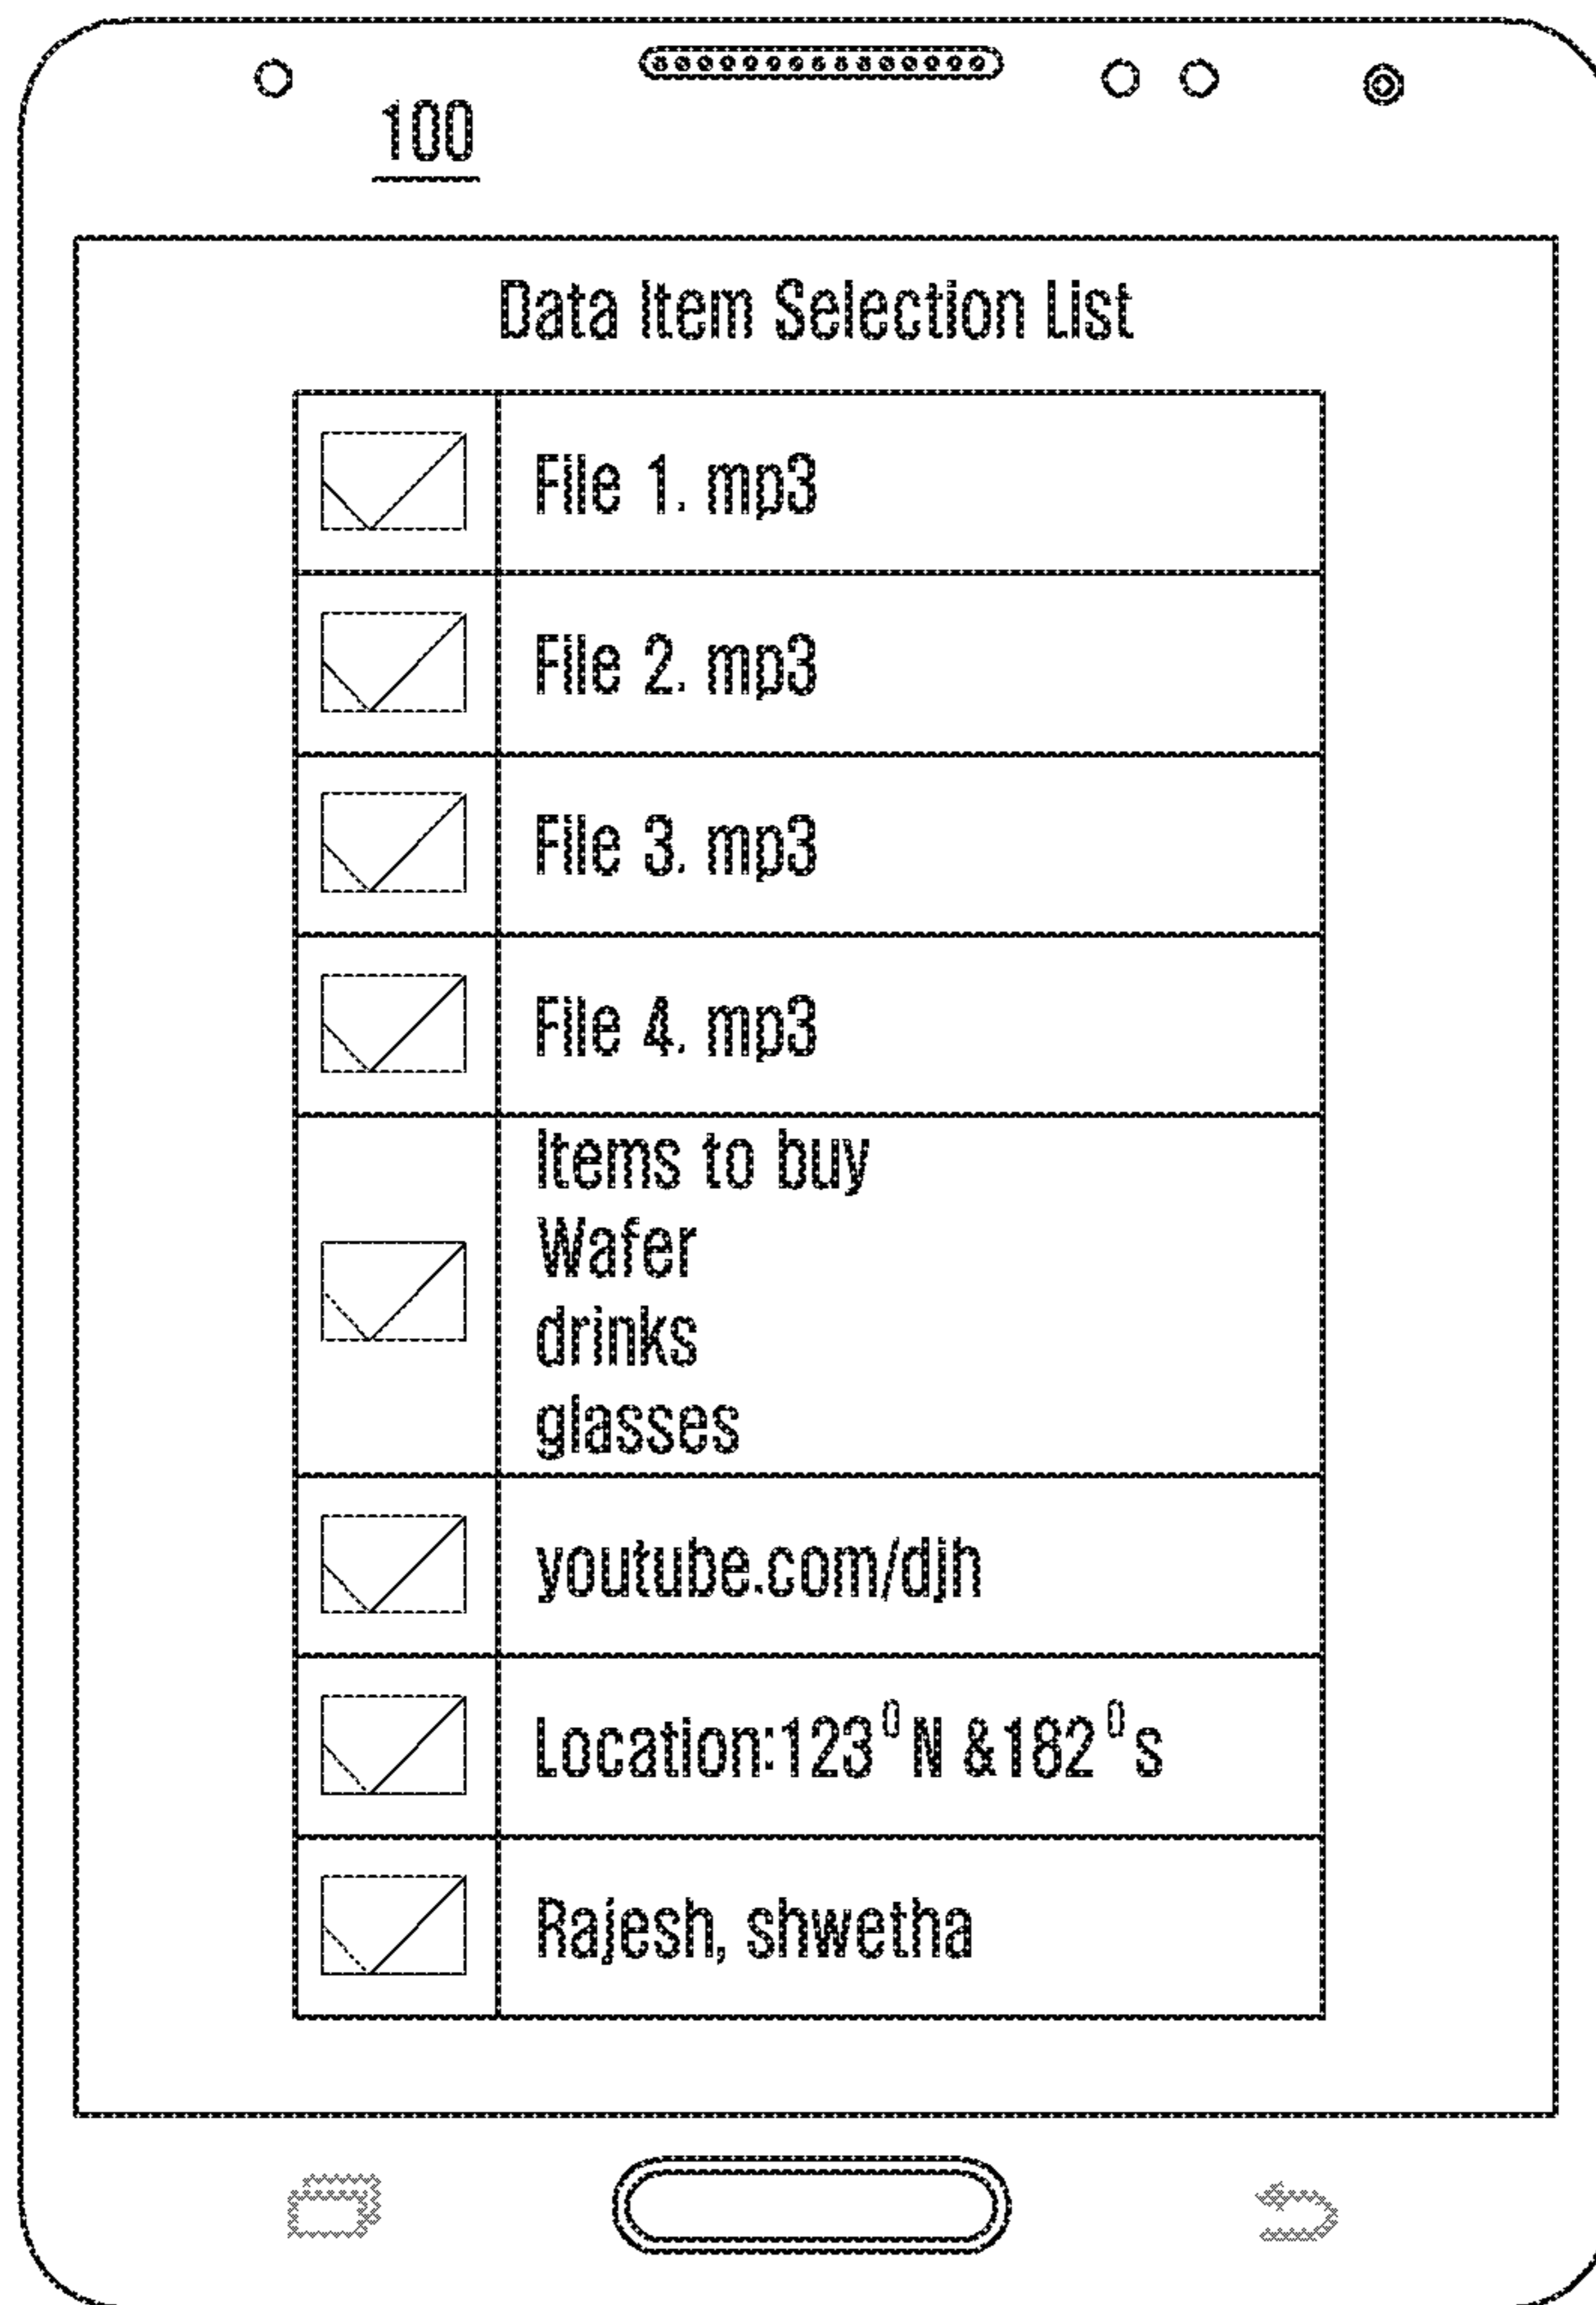 100
Data Item Selection List
File 1. mp3
File 2. mp3
File 3. mp3
File 4. mp3
Items to buy
Wafer
drinks
glasses
youtube.com/djh
Location:123⁰N &182⁰s
Rajesh, shwetha